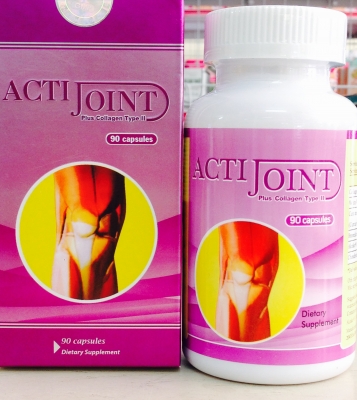 ACTI JOINT
Plus Collagen Type II
90 capsules
90 capsules
Dietary Supplement
ACTI JOINT
Plus Collagen Type II
90 capsules
Dietary
Supplement